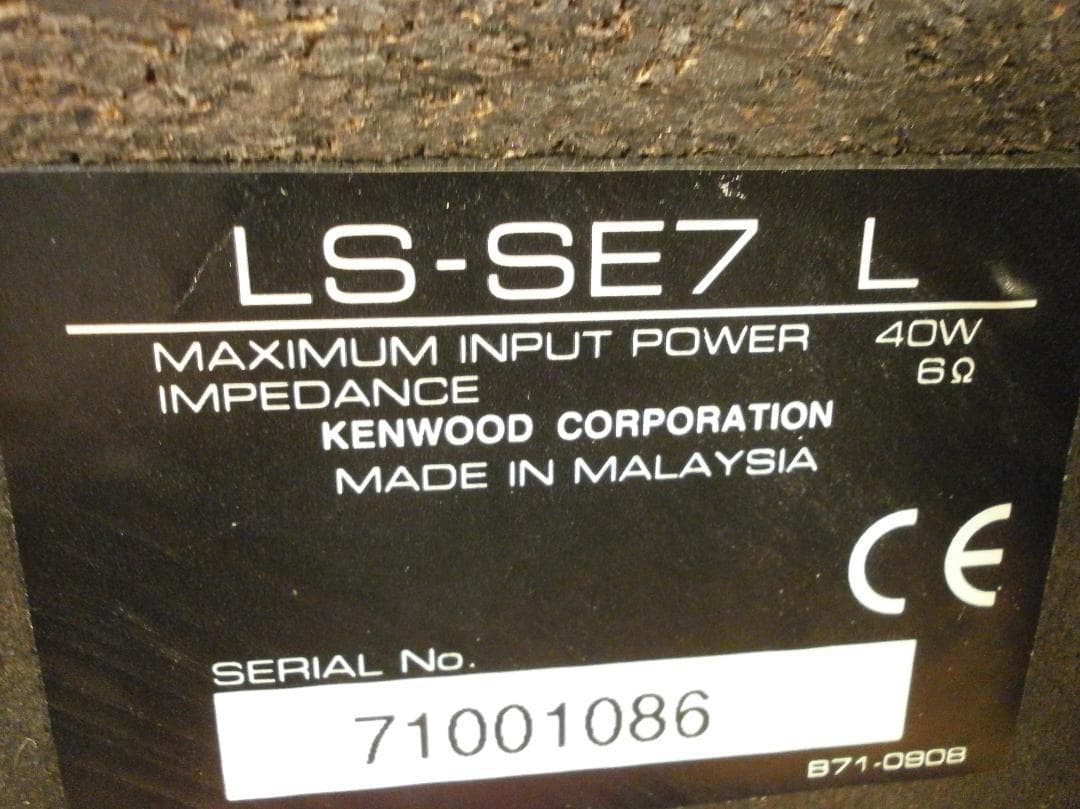 LS-SE7 L
MAXIMUM INPUT POWER 40W
IMPEDANCE 6Ω
KENWOOD CORPORATION
MADE IN MALAYSIA
CE
SERIAL No.
71001086
B71-0908